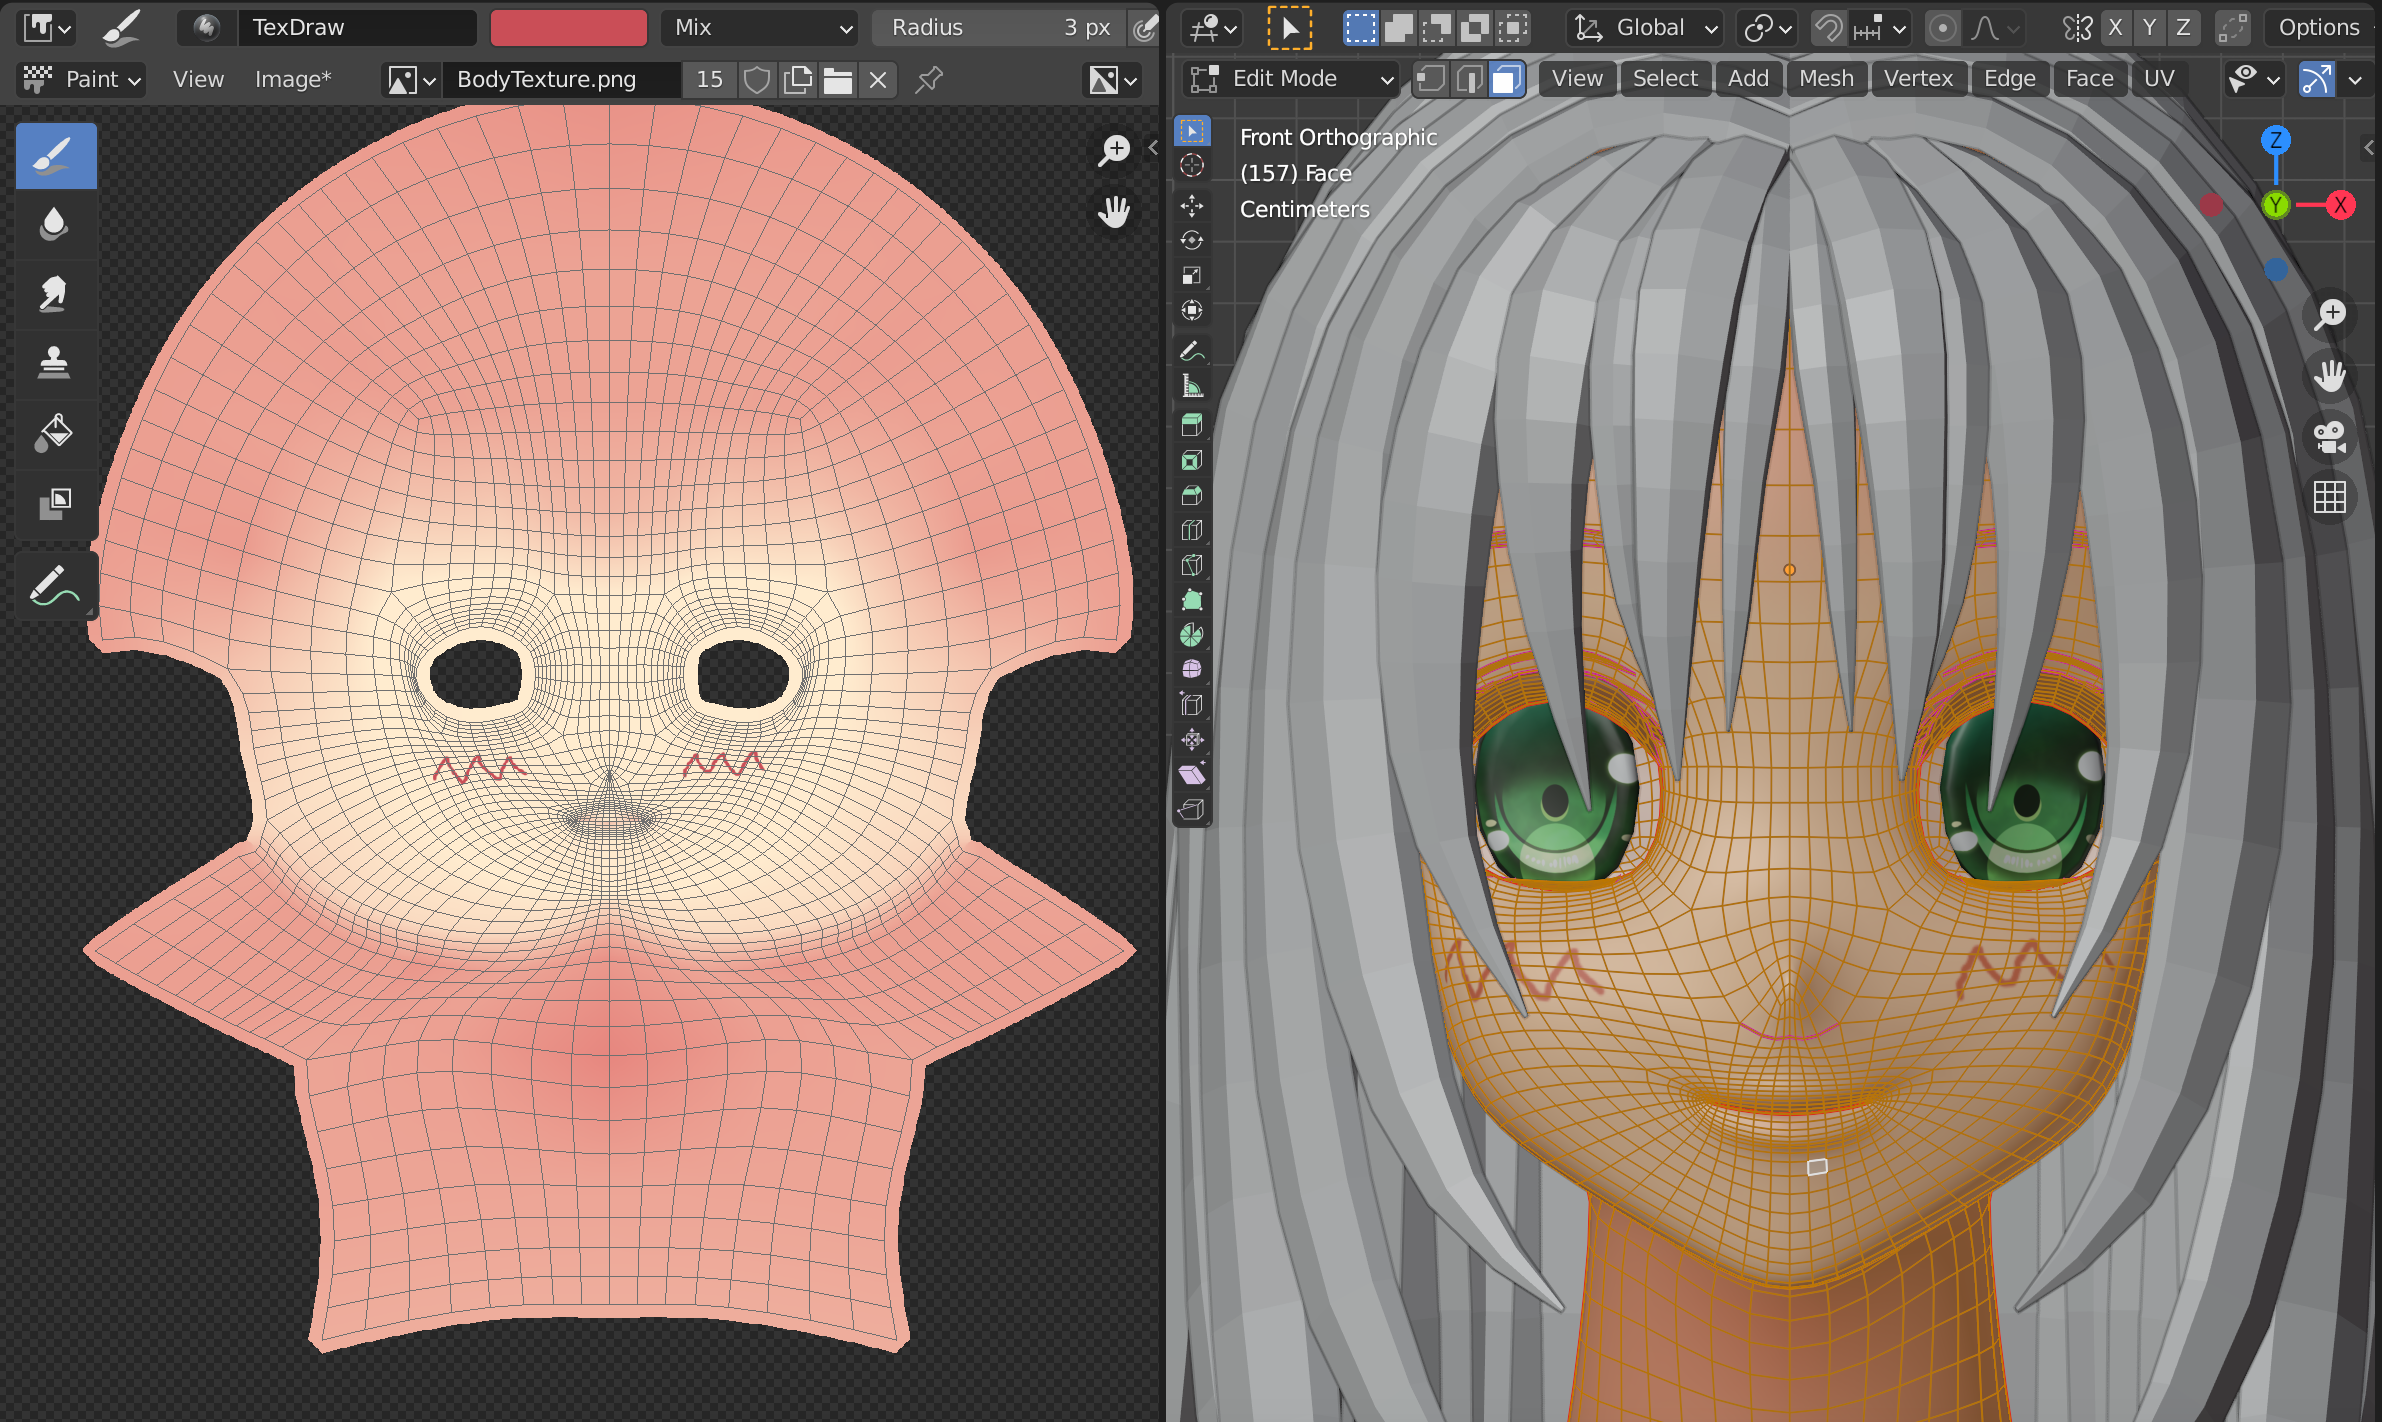 TexDraw
Mix
Radius 3 px
Global
X Y Z
Options
Paint
View
Image*
BodyTexture.png
15
Edit Mode
View
Select
Add
Mesh
Vertex
Edge
Face
UV
Front Orthographic
(157) Face
Centimeters
Z
Y
X